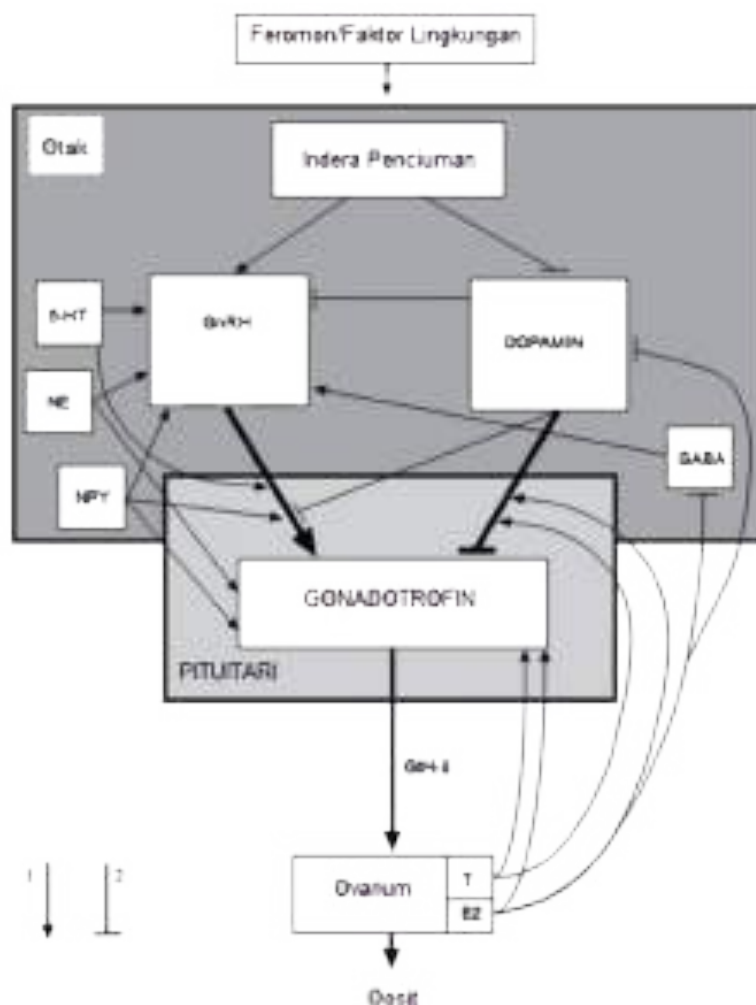 Feromon/Faktor Lingkungan
Otak
Indera Penciuman
5-HT
GnRH
DOPAMIN
NE
GABA
NPY
GONADOTROFIN
PITUITARI
Ovarium
T
E2
1
2
Oosit